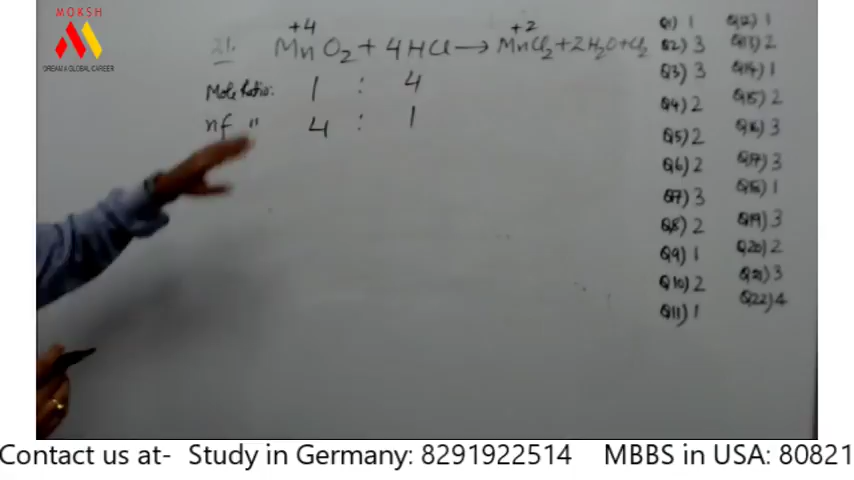 MOKSH
DREAM A GLOBAL CAREER
+4 +2
21. MnO2 + 4HCl → MnCl2 + 2H2O + Cl2
Mole Ratio: 1 : 4
nf " 4 : 1
Q1) 1
Q2) 3
Q3) 3
Q4) 2
Q5) 2
Q6) 2
Q7) 3
Q8) 2
Q9) 1
Q10) 2
Q11) 1
Q12) 1
Q13) 2
Q14) 1
Q15) 2
Q16) 3
Q17) 3
Q18) 1
Q19) 3
Q20) 2
Q21) 3
Q22) 4
Contact us at- Study in Germany: 8291922514 MBBS in USA: 80821